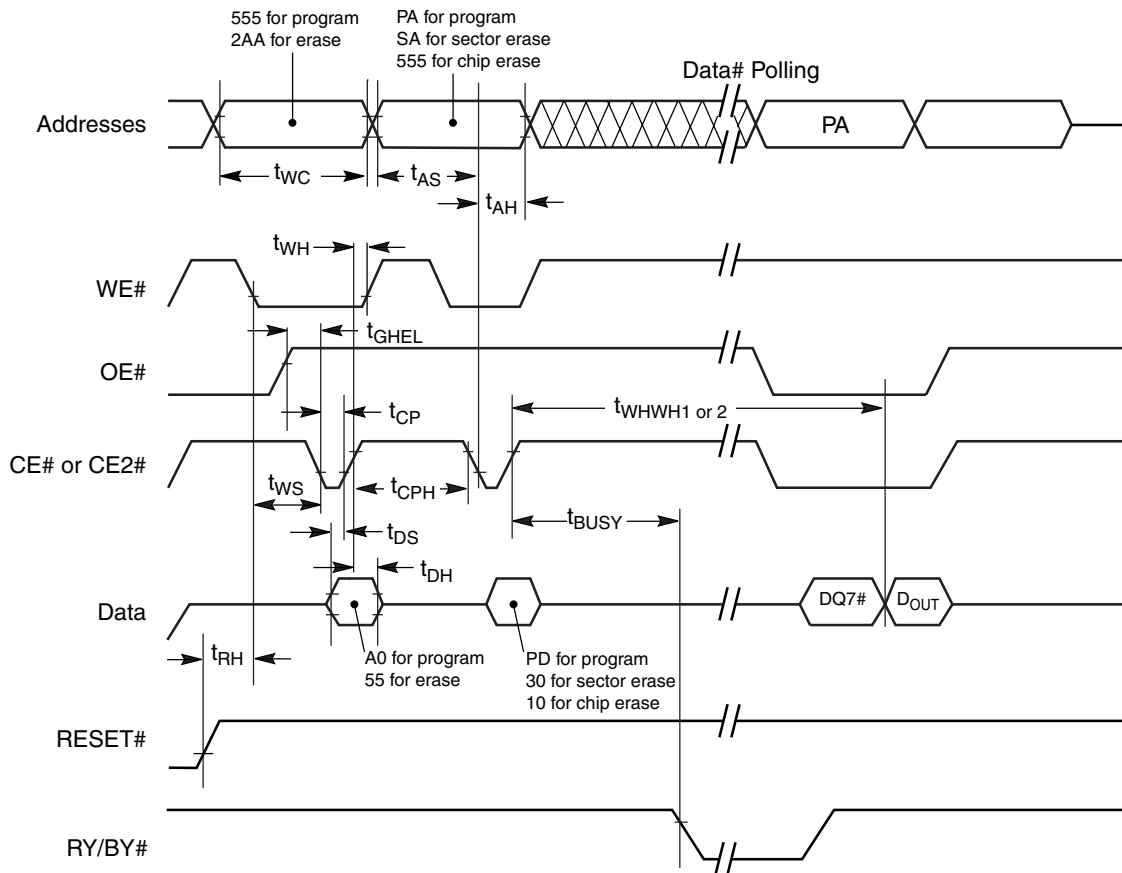 555 for program
2AA for erase
PA for program
SA for sector erase
555 for chip erase
Data# Polling
Addresses
PA
tWC
tAS
tAH
tWH
WE#
tGHEL
OE#
tWHWH1 or 2
tCP
CE# or CE2#
tWS
tCPH
tBUSY
tDS
tDH
Data
DQ7#
DOUT
tRH
A0 for program
55 for erase
PD for program
30 for sector erase
10 for chip erase
RESET#
RY/BY#